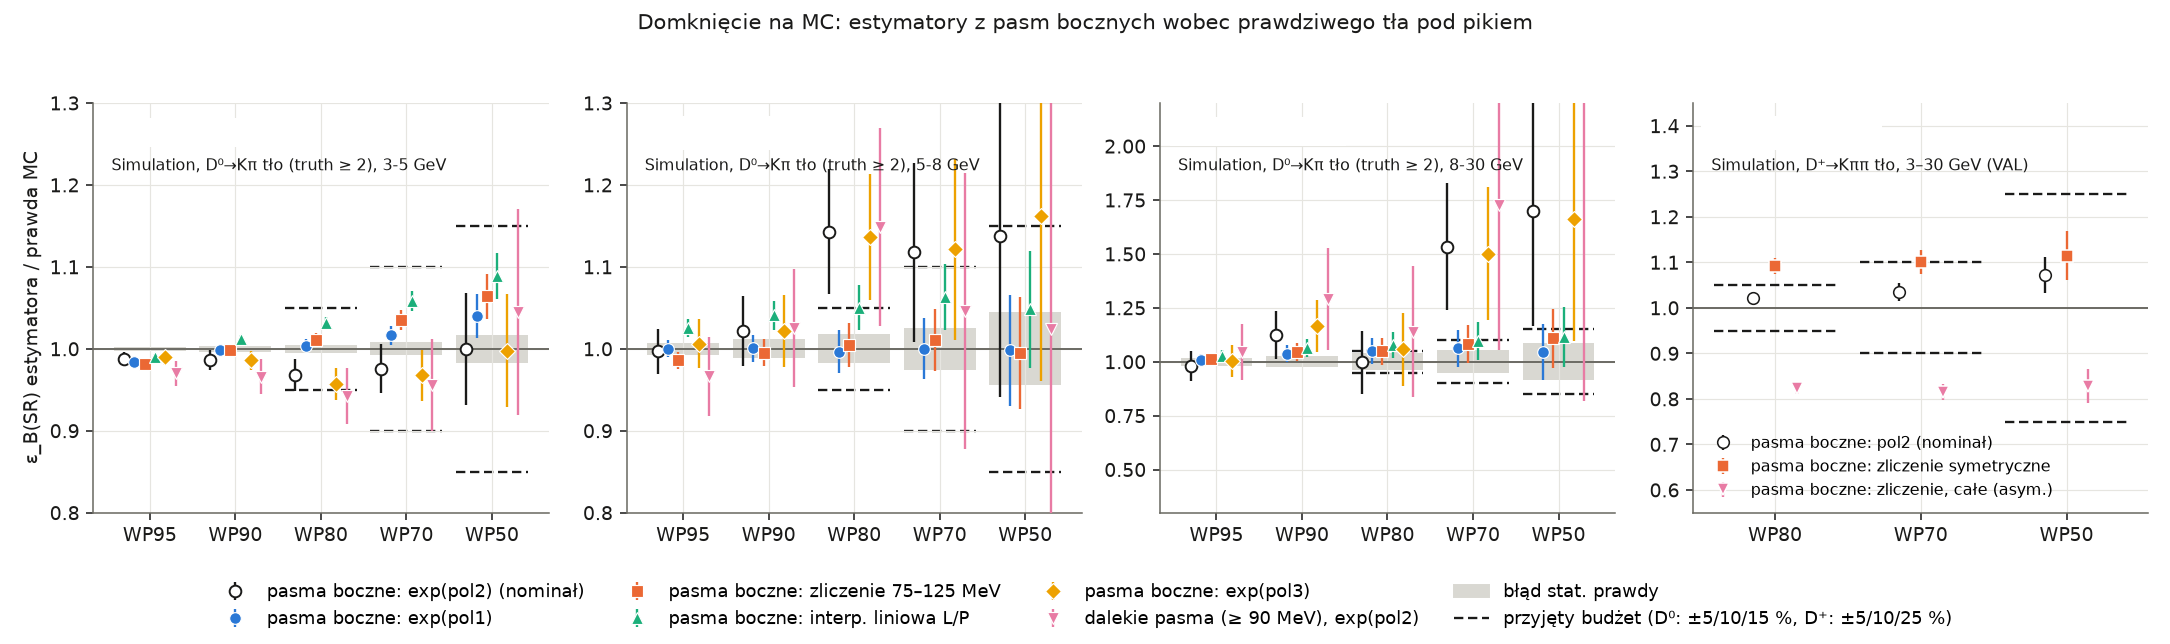 Domknięcie na MC: estymatory z pasm bocznych wobec prawdziwego tła pod pikiem
ε_B(SR) estymatora / prawda MC
1.3
1.2
1.1
1.0
0.9
0.8
Simulation, D⁰→Kπ tło (truth ≥ 2), 3-5 GeV
WP95
WP90
WP80
WP70
WP50
1.3
1.2
1.1
1.0
0.9
0.8
Simulation, D⁰→Kπ tło (truth ≥ 2), 5-8 GeV
WP95
WP90
WP80
WP70
WP50
2.00
1.75
1.50
1.25
1.00
0.75
0.50
Simulation, D⁰→Kπ tło (truth ≥ 2), 8-30 GeV
WP95
WP90
WP80
WP70
WP50
1.4
1.3
1.2
1.1
1.0
0.9
0.8
0.7
0.6
Simulation, D⁺→Kππ tło, 3–30 GeV (VAL)
pasma boczne: pol2 (nominał)
pasma boczne: zliczenie symetryczne
pasma boczne: zliczenie, całe (asym.)
WP80
WP70
WP50
pasma boczne: exp(pol2) (nominał)
pasma boczne: exp(pol1)
pasma boczne: zliczenie 75–125 MeV
pasma boczne: interp. liniowa L/P
pasma boczne: exp(pol3)
dalekie pasma (≥ 90 MeV), exp(pol2)
błąd stat. prawdy
przyjęty budżet (D⁰: ±5/10/15 %, D⁺: ±5/10/25 %)